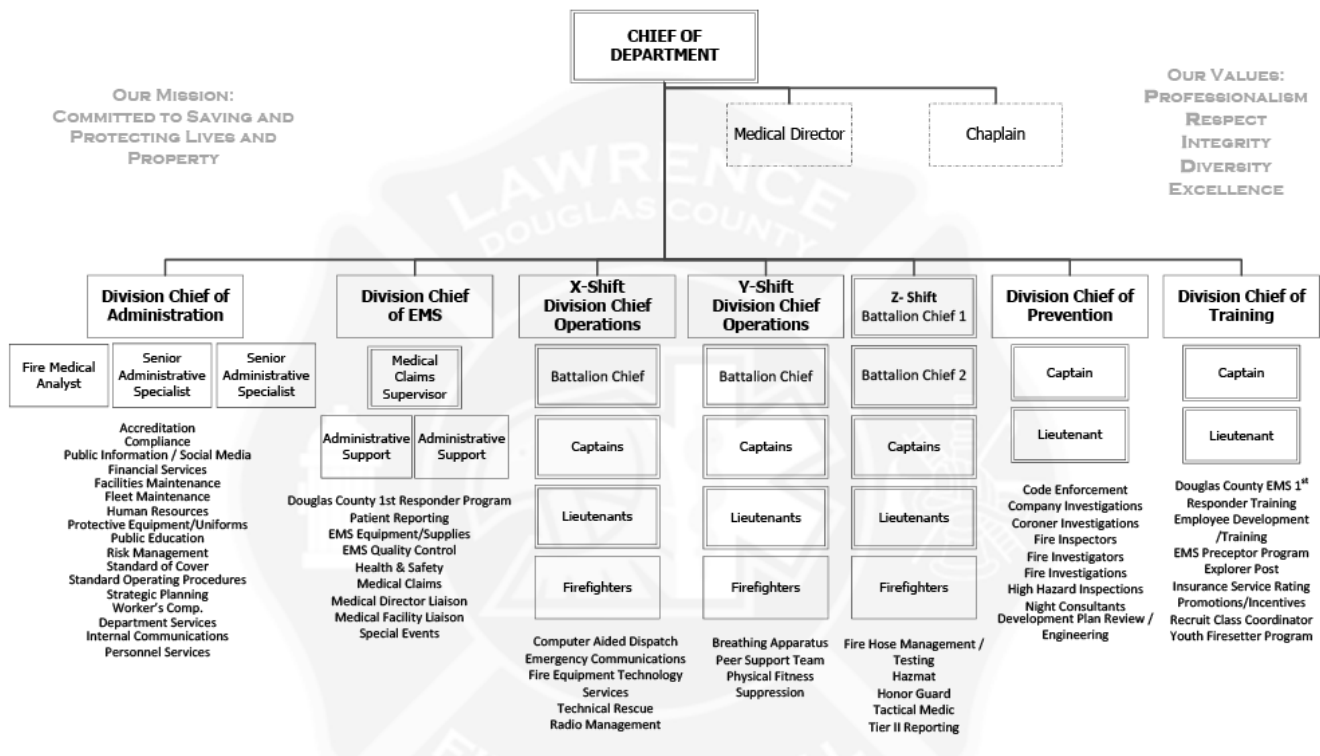 CHIEF OF
DEPARTMENT
OUR MISSION:
COMMITTED TO SAVING AND
PROTECTING LIVES AND
PROPERTY
Medical Director
Chaplain
OUR VALUES:
PROFESSIONALISM
RESPECT
INTEGRITY
DIVERSITY
EXCELLENCE
LAWRENCE
DOUGLAS COUNTY
Division Chief of
Administration
Fire Medical
Analyst
Senior
Administrative
Specialist
Senior
Administrative
Specialist
Accreditation
Compliance
Public Information / Social Media
Financial Services
Facilities Maintenance
Fleet Maintenance
Human Resources
Protective Equipment/Uniforms
Public Education
Risk Management
Standard of Cover
Standard Operating Procedures
Strategic Planning
Worker's Comp.
Department Services
Internal Communications
Personnel Services
Division Chief
of EMS
Medical
Claims
Supervisor
Administrative
Support
Administrative
Support
Douglas County 1st Responder Program
Patient Reporting
EMS Equipment/Supplies
EMS Quality Control
Health & Safety
Medical Claims
Medical Director Liaison
Medical Facility Liaison
Special Events
X-Shift
Division Chief
Operations
Battalion Chief
Captains
Lieutenants
Firefighters
Computer Aided Dispatch
Emergency Communications
Fire Equipment Technology
Services
Technical Rescue
Radio Management
Y-Shift
Division Chief
Operations
Battalion Chief
Captains
Lieutenants
Firefighters
Breathing Apparatus
Peer Support Team
Physical Fitness
Suppression
Z- Shift
Battalion Chief 1
Battalion Chief 2
Captains
Lieutenants
Firefighters
Fire Hose Management /
Testing
Hazmat
Honor Guard
Tactical Medic
Tier II Reporting
Division Chief of
Prevention
Captain
Lieutenant
Code Enforcement
Company Investigations
Coroner Investigations
Fire Inspectors
Fire Investigators
Fire Investigations
High Hazard Inspections
Night Consultants
Development Plan Review /
Engineering
Division Chief of
Training
Captain
Lieutenant
Douglas County EMS 1st
Responder Training
Employee Development
/Training
EMS Preceptor Program
Explorer Post
Insurance Service Rating
Promotions/Incentives
Recruit Class Coordinator
Youth Firesetter Program